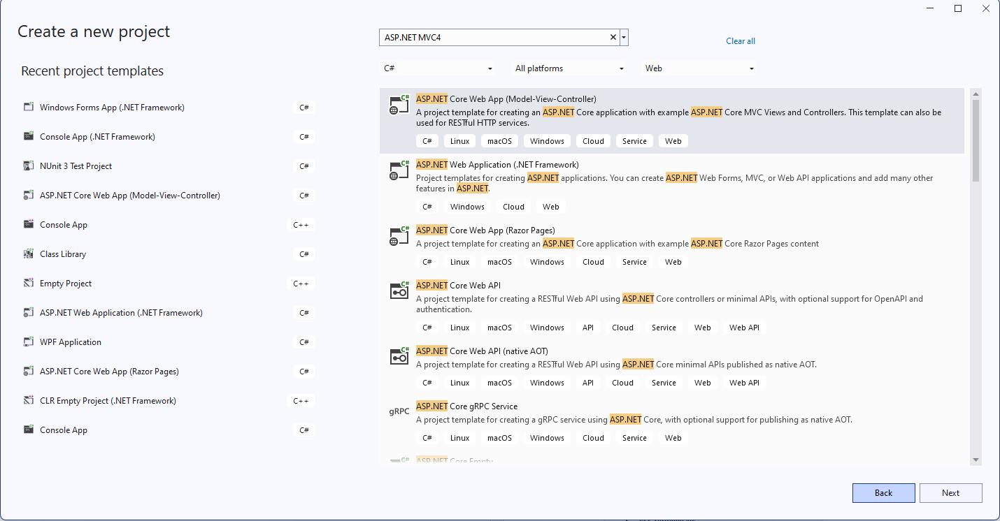 Create a new project
Recent project templates
Windows Forms App (.NET Framework) C#
Console App (.NET Framework) C#
NUnit 3 Test Project C#
ASP.NET Core Web App (Model-View-Controller) C#
Console App C++
Class Library C#
Empty Project C++
ASP.NET Web Application (.NET Framework) C#
WPF Application C#
ASP.NET Core Web App (Razor Pages) C#
CLR Empty Project (.NET Framework) C++
Console App C#
ASP.NET MVC4
Clear all
C# All platforms Web
ASP.NET Core Web App (Model-View-Controller)
A project template for creating an ASP.NET Core application with example ASP.NET Core MVC Views and Controllers. This template can also be
used for RESTful HTTP services.
C# Linux macOS Windows Cloud Service Web
ASP.NET Web Application (.NET Framework)
Project templates for creating ASP.NET applications. You can create ASP.NET Web Forms, MVC, or Web API applications and add many other
features in ASP.NET.
C# Windows Cloud Web
ASP.NET Core Web App (Razor Pages)
A project template for creating an ASP.NET Core application with example ASP.NET Core Razor Pages content
C# Linux macOS Windows Cloud Service Web
ASP.NET Core Web API
A project template for creating a RESTful Web API using ASP.NET Core controllers or minimal APIs, with optional support for OpenAPI and
authentication.
C# Linux macOS Windows API Cloud Service Web Web API
ASP.NET Core Web API (native AOT)
A project template for creating a RESTful Web API using ASP.NET Core minimal APIs published as native AOT.
C# Linux macOS Windows API Cloud Service Web Web API
gRPC
ASP.NET Core gRPC Service
A project template for creating a gRPC service using ASP.NET Core, with optional support for publishing as native AOT.
C# Linux macOS Windows Cloud Service Web
ASP.NET Core Empty
Back Next